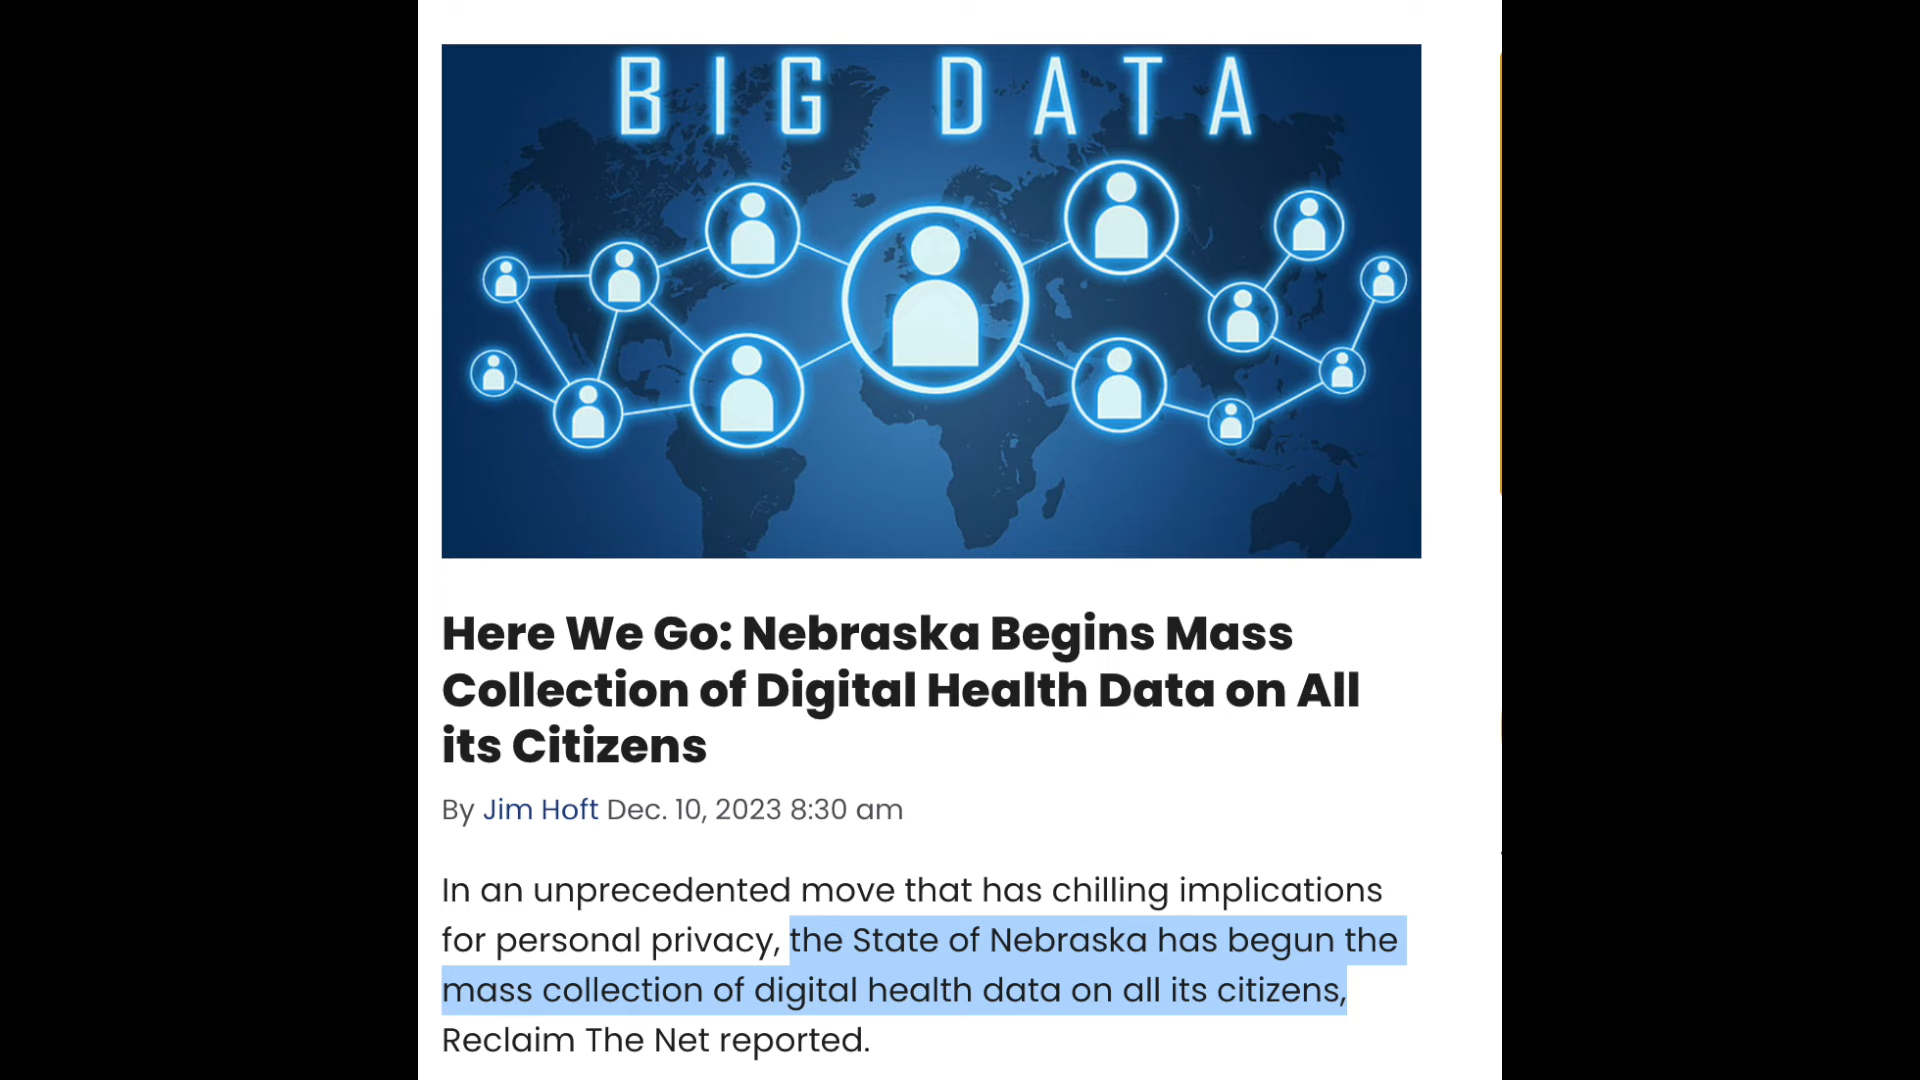 BIG DATA
Here We Go: Nebraska Begins Mass
Collection of Digital Health Data on All
its Citizens
By Jim Hoft Dec. 10, 2023 8:30 am
In an unprecedented move that has chilling implications
for personal privacy, the State of Nebraska has begun the
mass collection of digital health data on all its citizens,
Reclaim The Net reported.